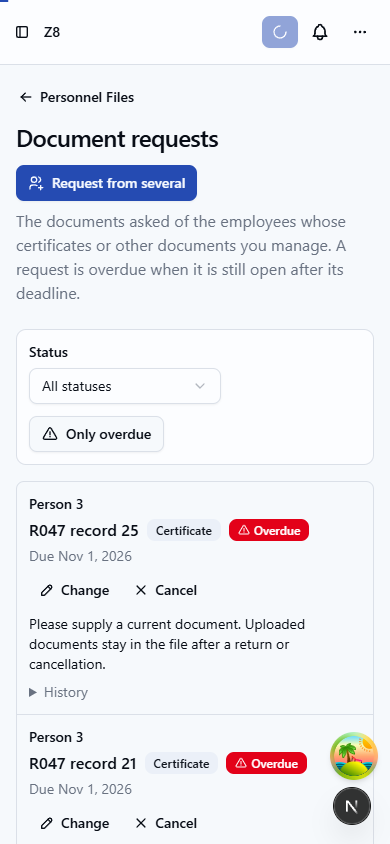 Z8
Personnel Files
Document requests
Request from several
The documents asked of the employees whose
certificates or other documents you manage. A
request is overdue when it is still open after its
deadline.
Status
All statuses
Only overdue
Person 3
R047 record 25 Certificate Overdue
Due Nov 1, 2026
Change Cancel
Please supply a current document. Uploaded
documents stay in the file after a return or
cancellation.
History
Person 3
R047 record 21 Certificate Overdue
Due Nov 1, 2026
Change Cancel
N